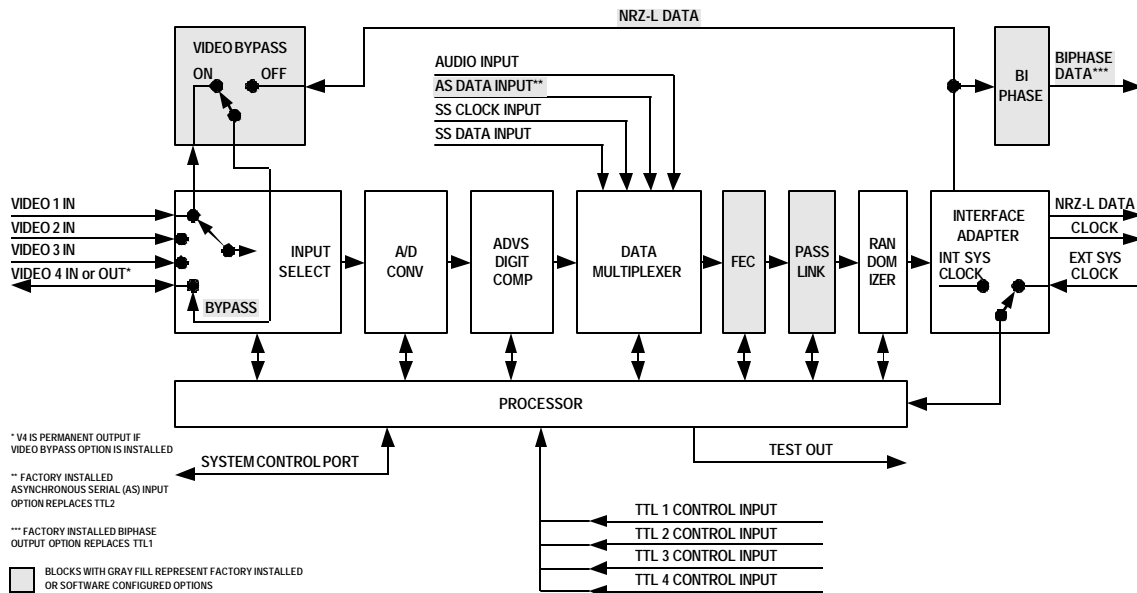 NRZ-L DATA
VIDEO BYPASS
ON
OFF
AUDIO INPUT
AS DATA INPUT**
SS CLOCK INPUT
SS DATA INPUT
BI
PHASE
BIPHASE
DATA***
VIDEO 1 IN
VIDEO 2 IN
VIDEO 3 IN
VIDEO 4 IN or OUT*
INPUT
SELECT
BYPASS
A/D
CONV
ADVS
DIGIT
COMP
DATA
MULTIPLEXER
FEC
PASS
LINK
RAN
DOM
IZER
INTERFACE
ADAPTER
INT SYS
CLOCK
NRZ-L DATA
CLOCK
EXT SYS
CLOCK
PROCESSOR
SYSTEM CONTROL PORT
TEST OUT
TTL 1 CONTROL INPUT
TTL 2 CONTROL INPUT
TTL 3 CONTROL INPUT
TTL 4 CONTROL INPUT
* V4 IS PERMANENT OUTPUT IF
VIDEO BYPASS OPTION IS INSTALLED
** FACTORY INSTALLED
ASYNCHRONOUS SERIAL (AS) INPUT
OPTION REPLACES TTL2
*** FACTORY INSTALLED BIPHASE
OUTPUT OPTION REPLACES TTL1
BLOCKS WITH GRAY FILL REPRESENT FACTORY INSTALLED
OR SOFTWARE CONFIGURED OPTIONS